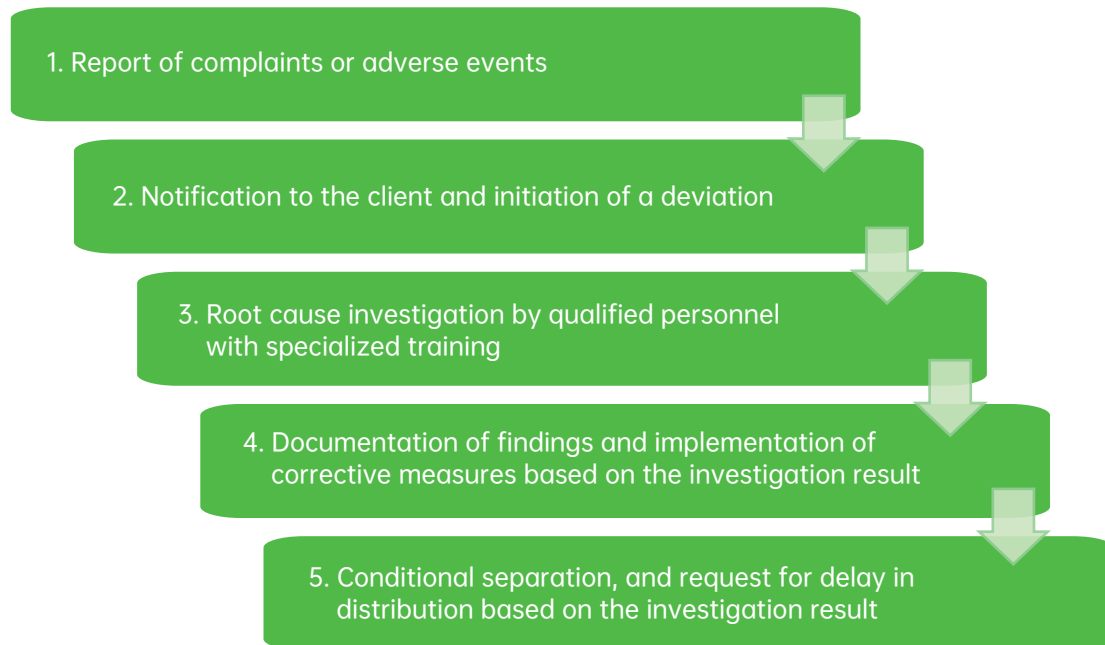 1. Report of complaints or adverse events
2. Notification to the client and initiation of a deviation
3. Root cause investigation by qualified personnel
with specialized training
4. Documentation of findings and implementation of
corrective measures based on the investigation result
5. Conditional separation, and request for delay in
distribution based on the investigation result